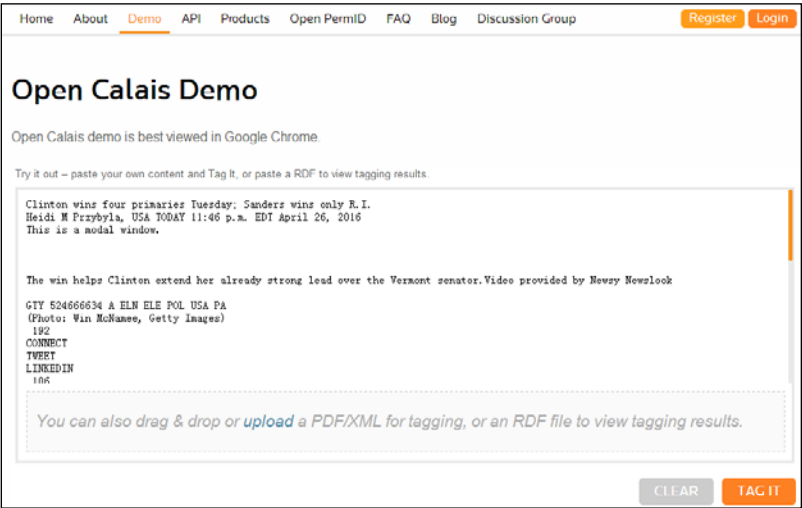 Home About Demo API Products Open PermID FAQ Blog Discussion Group Register Login
Open Calais Demo
Open Calais demo is best viewed in Google Chrome.
Try it out – paste your own content and Tag It, or paste a RDF to view tagging results.
Clinton wins four primaries Tuesday; Sanders wins only R.I.
Heidi M Przybyla, USA TODAY 11:46 p.m. EDT April 26, 2016
This is a modal window.
The win helps Clinton extend her already strong lead over the Vermont senator.Video provided by Newsy Newslook
GTY 524666634 A ELN ELE POL USA PA
(Photo: Win McNamee, Getty Images)
192
CONNECT
TWEET
LINKEDIN
106
You can also drag & drop or upload a PDF/XML for tagging, or an RDF file to view tagging results.
CLEAR TAG IT